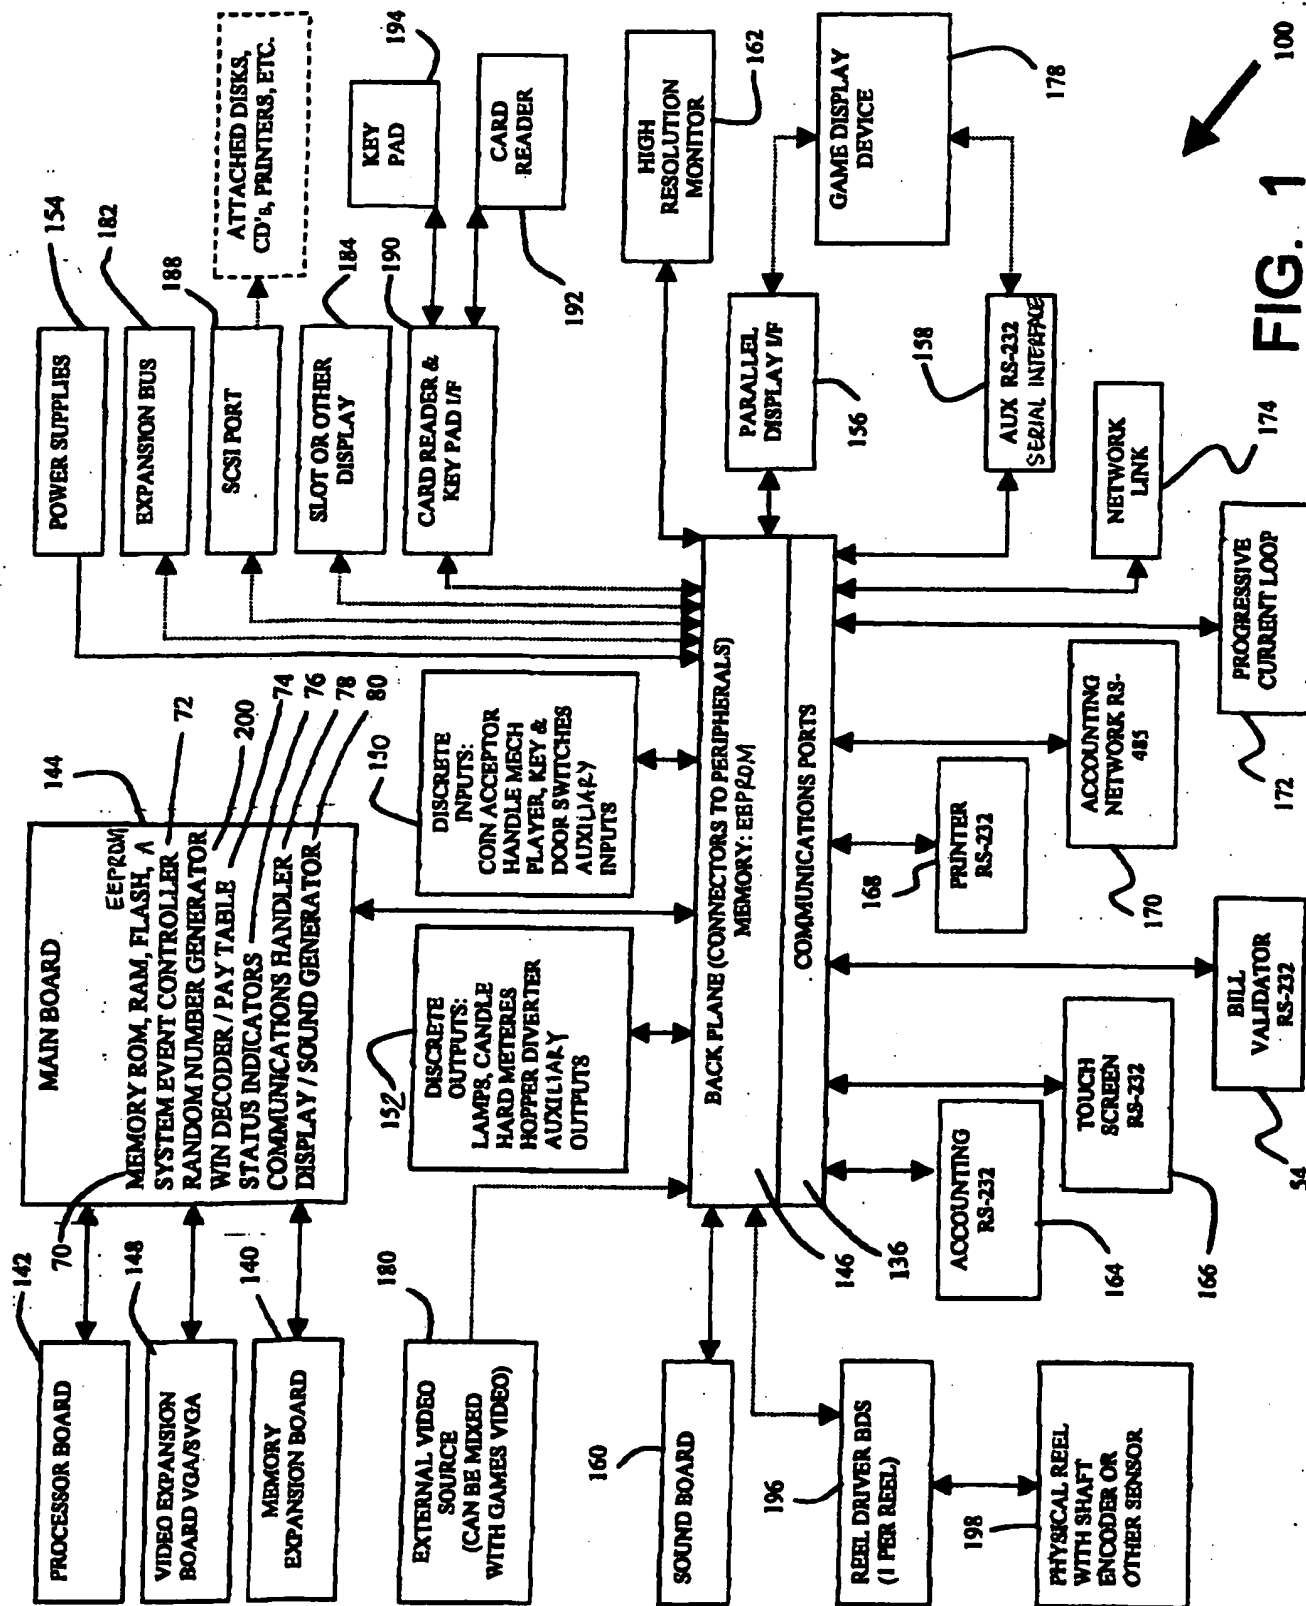 142
PROCESSOR BOARD
148
VIDEO EXPANSION
BOARD VGA/SVGA
140
MEMORY
EXPANSION BOARD
144
MAIN BOARD
EEPROM
MEMORY ROM, RAM, FLASH, Λ
SYSTEM EVENT CONTROLLER
RANDOM NUMBER GENERATOR
WIN DECODER / PAY TABLE
STATUS INDICATORS
COMMUNICATIONS HANDLER
DISPLAY / SOUND GENERATOR
70
72
200
74
76
78
80
154
POWER SUPPLIES
182
EXPANSION BUS
188
SCSI PORT
ATTACHED DISKS,
CD's, PRINTERS, ETC.
184
SLOT OR OTHER
DISPLAY
190
CARD READER &
KEY PAD I/F
194
KEY
PAD
CARD
READER
192
180
EXTERNAL VIDEO
SOURCE
(CAN BE MIXED
WITH GAMES VIDEO)
152
DISCRETE
OUTPUTS:
LAMPS, CANDLE
HARD METERES
HOPPER DIVERTER
AUXILIARY
OUTPUTS
150
DISCRETE
INPUTS:
COIN ACCEPTOR
HANDLE MECH
PLAYER, KEY &
DOOR SWITCHES
AUXILIARY
INPUTS
HIGH
RESOLUTION
MONITOR
162
160
SOUND BOARD
BACK PLANE (CONNECTORS TO PERIPHERALS)
MEMORY: EEPROM
COMMUNICATIONS PORTS
146
136
PARALLEL
DISPLAY I/F
156
GAME DISPLAY
DEVICE
178
196
REEL DRIVER BDS
(1 PER REEL)
198
PHYSICAL REEL
WITH SHAFT
ENCODER OR
OTHER SENSOR
ACCOUNTING
RS-232
164
TOUCH
SCREEN
RS-232
166
BILL
VALIDATOR
RS-232
54
168
PRINTER
RS-232
ACCOUNTING
NETWORK RS-
485
170
PROGRESSIVE
CURRENT LOOP
172
NETWORK
LINK
174
158
AUX RS-232
SERIAL INTERFACE
100
FIG. 1